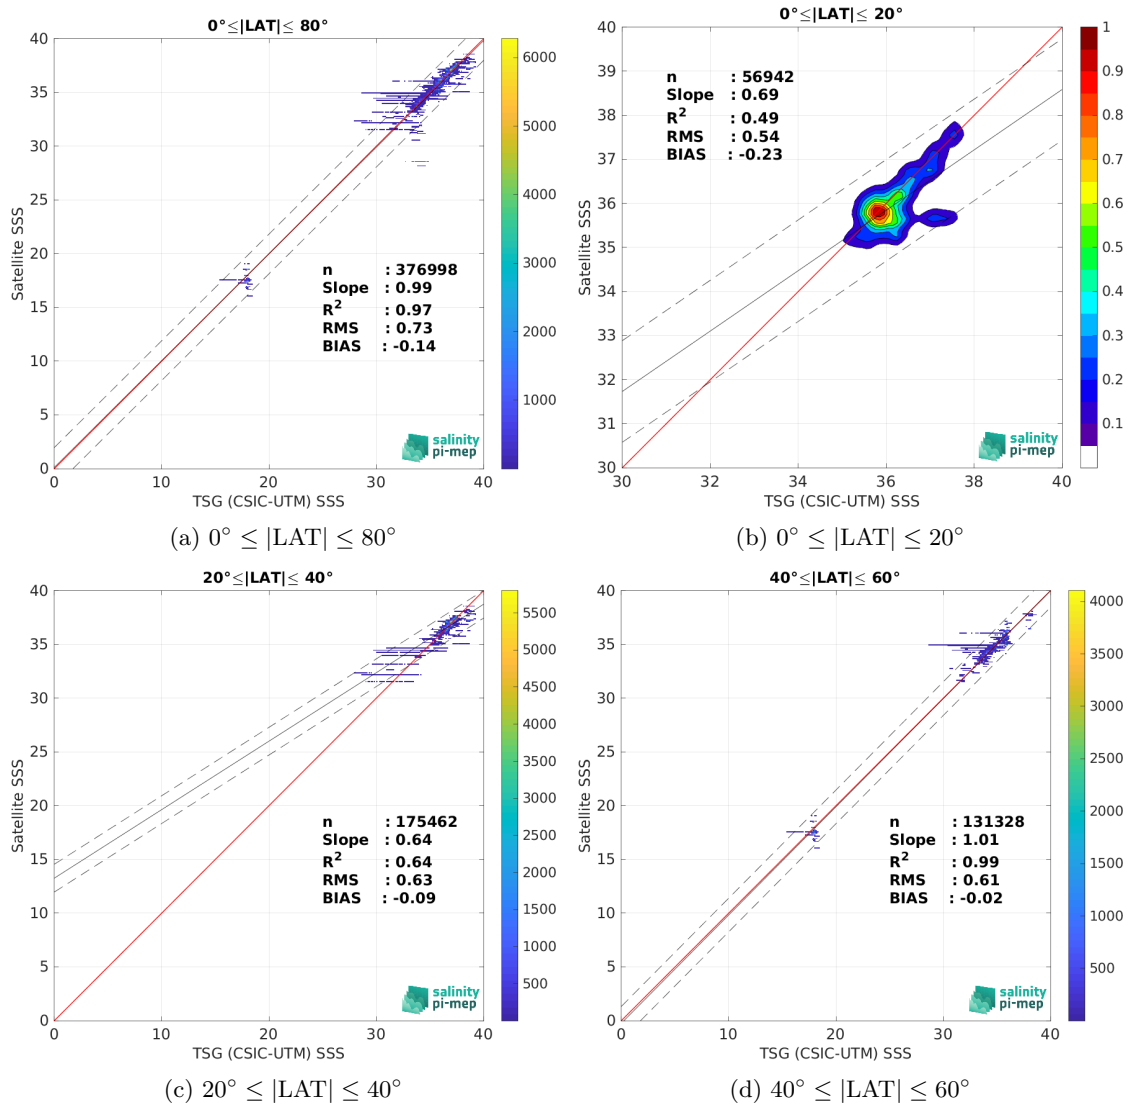 0°≤|LAT|≤ 80°
40
35
30
25
20
15
10
5
0
Satellite SSS
n : 376998
Slope : 0.99
R² : 0.97
RMS : 0.73
BIAS : -0.14
salinity
pi-mep
0 10 20 30 40
TSG (CSIC-UTM) SSS
6000
5000
4000
3000
2000
1000
(a) 0° ≤ |LAT| ≤ 80°
0°≤|LAT|≤ 20°
40
39
38
37
36
35
34
33
32
31
30
Satellite SSS
n : 56942
Slope : 0.69
R² : 0.49
RMS : 0.54
BIAS : -0.23
salinity
pi-mep
30 32 34 36 38 40
TSG (CSIC-UTM) SSS
1
0.9
0.8
0.7
0.6
0.5
0.4
0.3
0.2
0.1
(b) 0° ≤ |LAT| ≤ 20°
20°≤|LAT|≤ 40°
40
35
30
25
20
15
10
5
0
Satellite SSS
n : 175462
Slope : 0.64
R² : 0.64
RMS : 0.63
BIAS : -0.09
salinity
pi-mep
0 10 20 30 40
TSG (CSIC-UTM) SSS
5500
5000
4500
4000
3500
3000
2500
2000
1500
1000
500
(c) 20° ≤ |LAT| ≤ 40°
40°≤|LAT|≤ 60°
40
35
30
25
20
15
10
5
0
Satellite SSS
n : 131328
Slope : 1.01
R² : 0.99
RMS : 0.61
BIAS : -0.02
salinity
pi-mep
0 10 20 30 40
TSG (CSIC-UTM) SSS
4000
3500
3000
2500
2000
1500
1000
500
(d) 40° ≤ |LAT| ≤ 60°